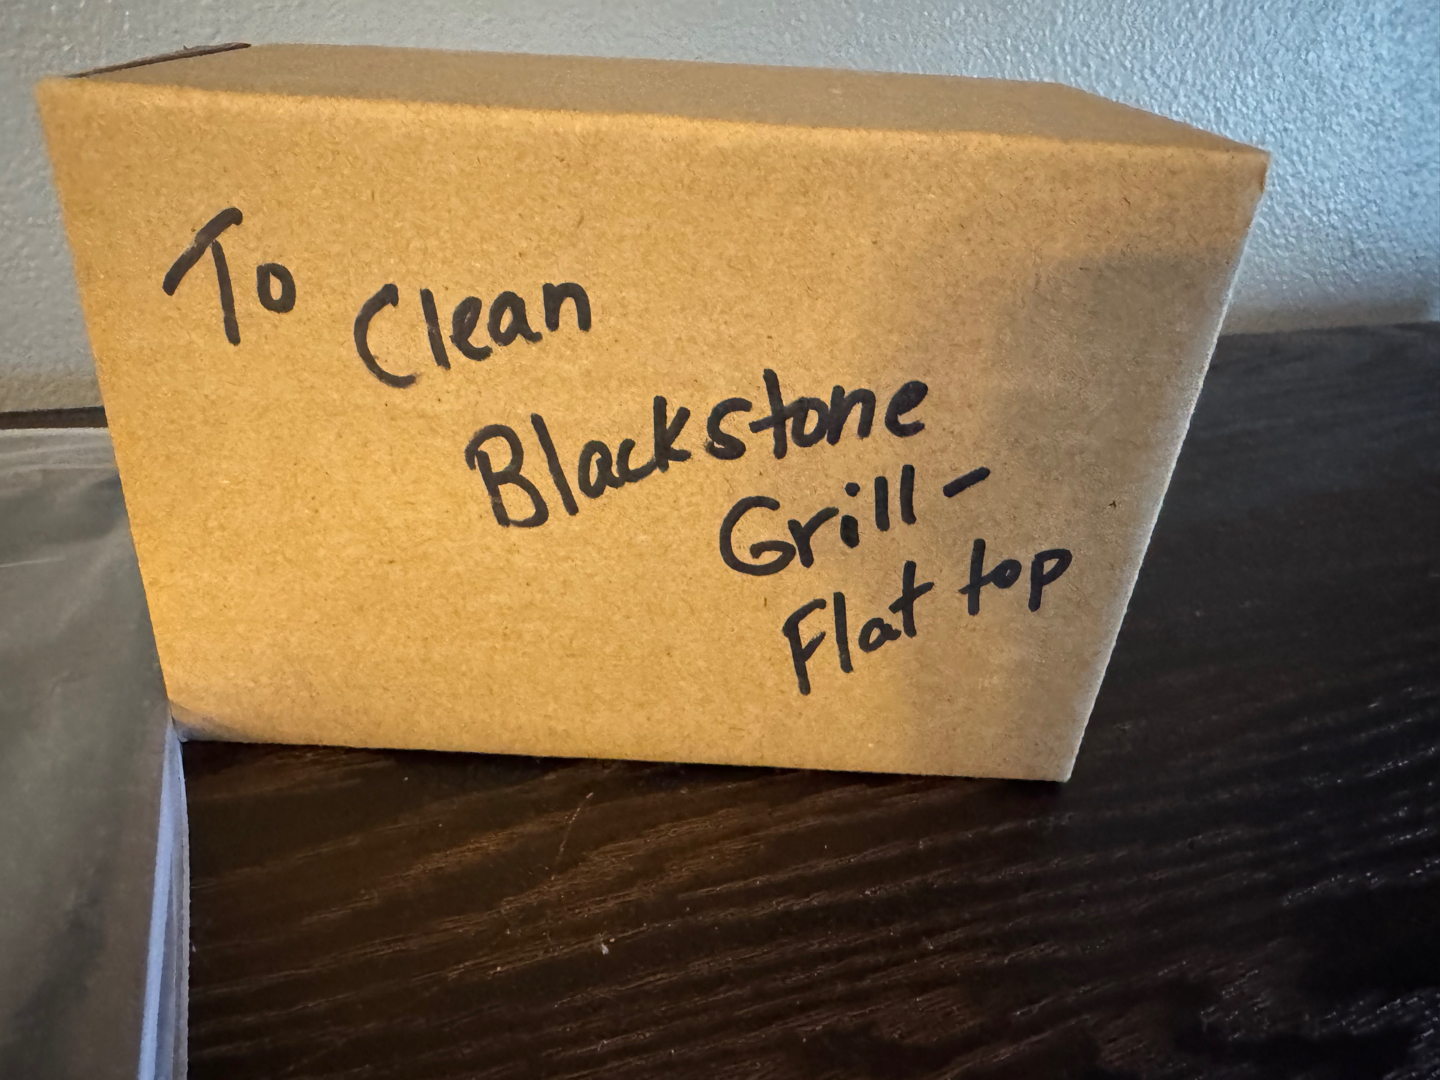 To Clean
Blackstone
Grill-
Flat top